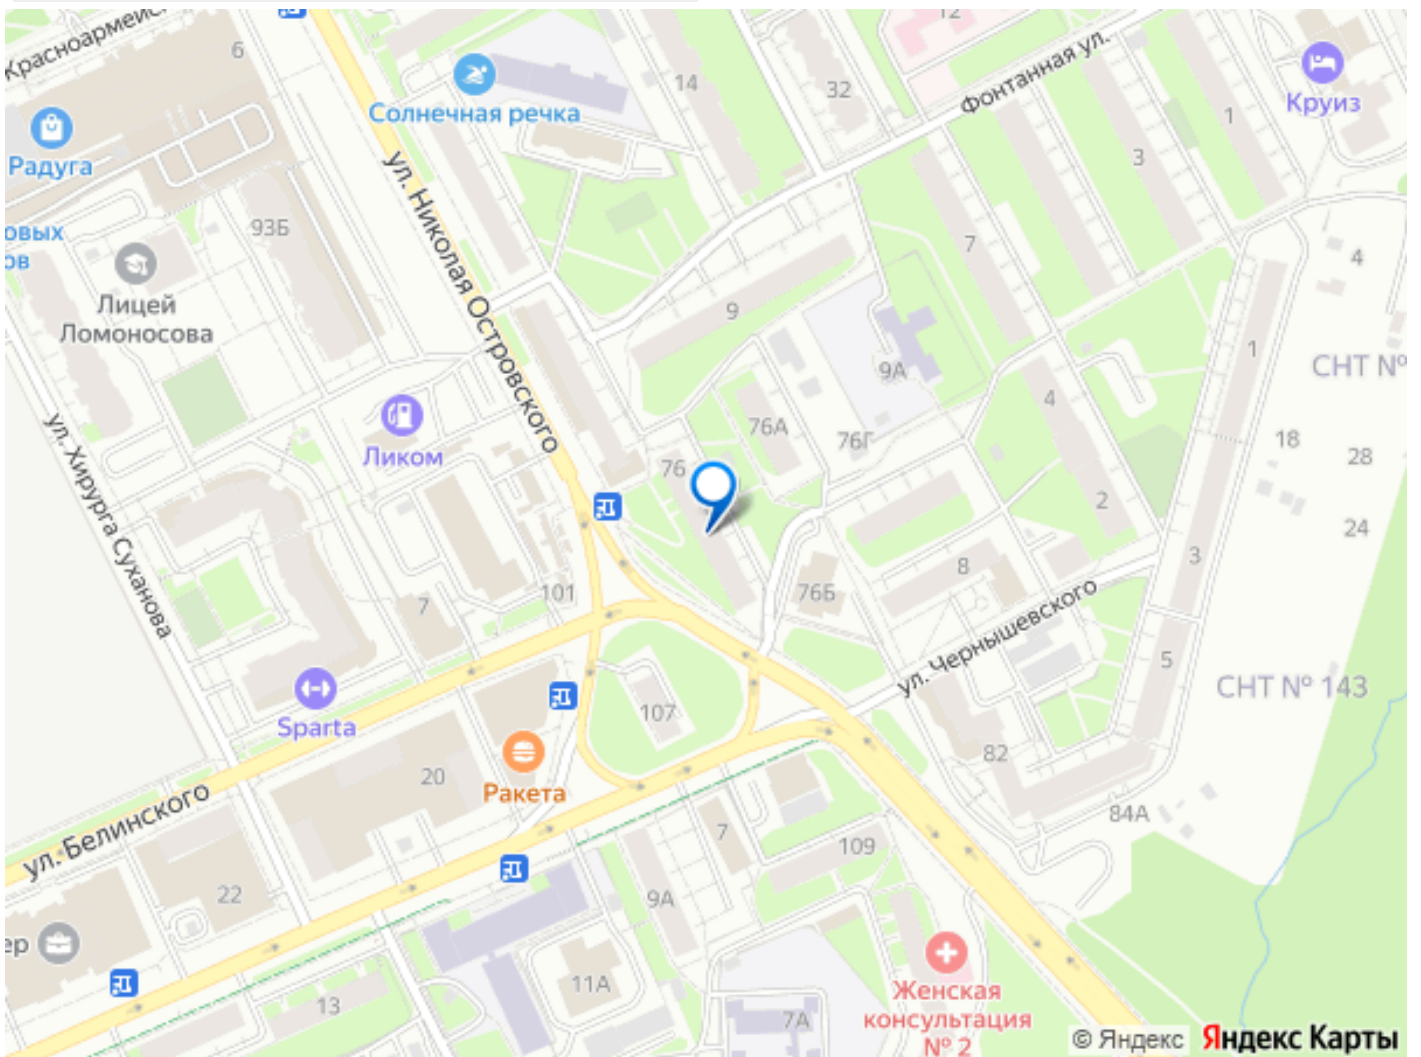 Красноармейс
6
12
Солнечная речка
14
32
Фонтанная ул.
Круиз
Радуга
1
3
93Б
овых
ов
ул. Николая Островского
7
4
Лицей
Ломоносова
9
1
9А
СНТ №
4
Ликом
76А
76Г
18
28
76
2
24
ул. Хирурга Суханова
3
101
7
8
76Б
ул. Чернышевского
5
СНТ № 143
Sparta
107
82
20
Ракета
ул. Белинского
84А
7
109
22
9А
ер
11А
13
7А
Женская
консультация
№ 2
© Яндекс Яндекс Карты